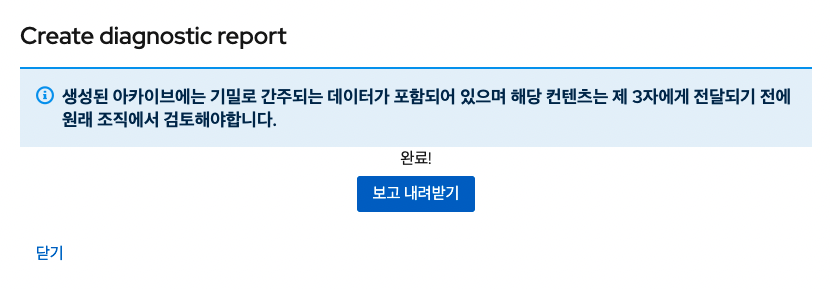 Create diagnostic report
생성된 아카이브에는 기밀로 간주되는 데이터가 포함되어 있으며 해당 컨텐츠는 제 3자에게 전달되기 전에
원래 조직에서 검토해야합니다.
완료!
보고 내려받기
닫기